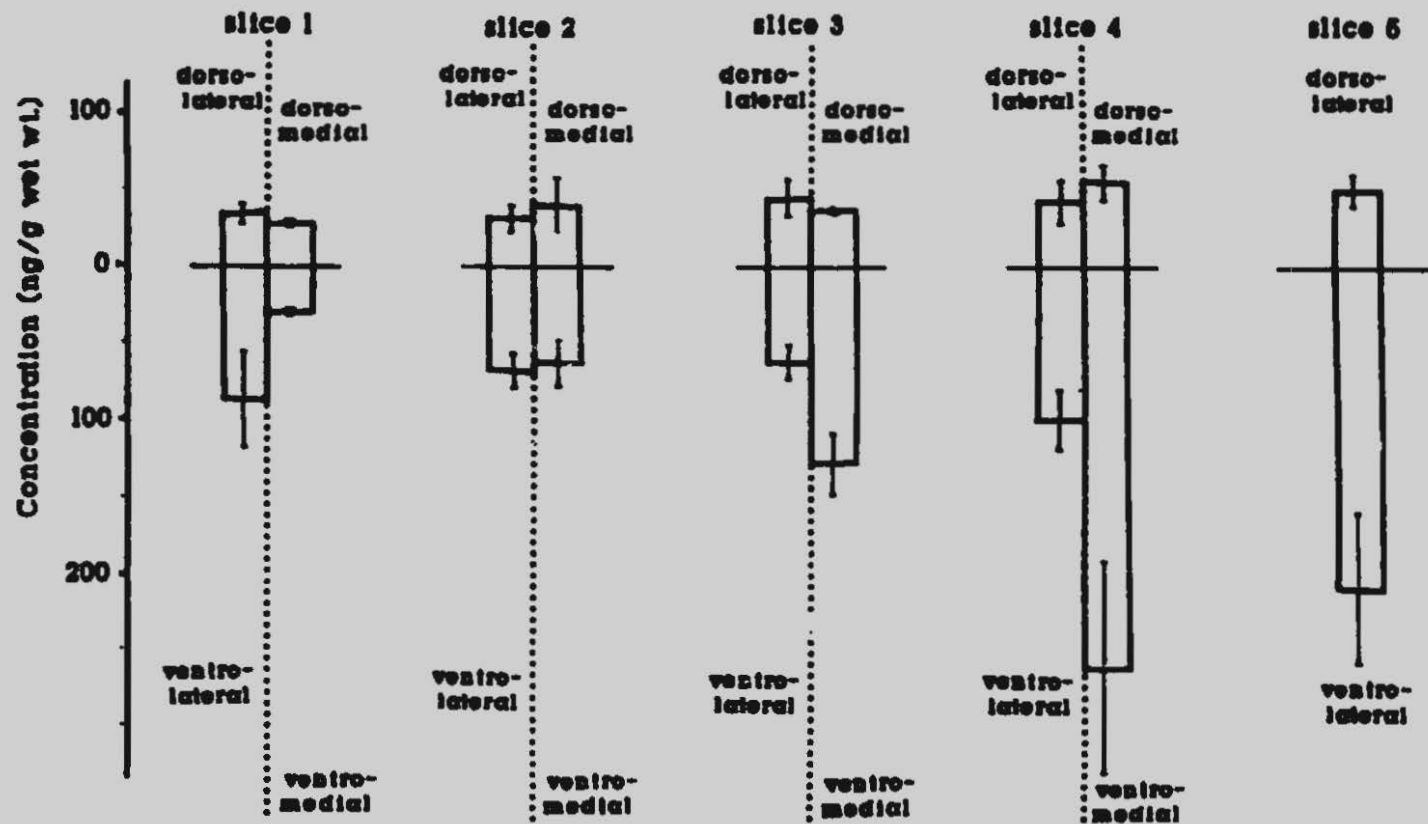 slice 1
slice 2
slice 3
slice 4
slice 5
dorso-
lateral
dorso-
medial
dorso-
lateral
dorso-
medial
dorso-
lateral
dorso-
medial
dorso-
lateral
dorso-
medial
dorso-
lateral
Concentration (ng/g wet wt.)
100
0
100
200
ventro-
lateral
ventro-
medial
ventro-
lateral
ventro-
medial
ventro-
lateral
ventro-
medial
ventro-
lateral
ventro-
medial
ventro-
lateral